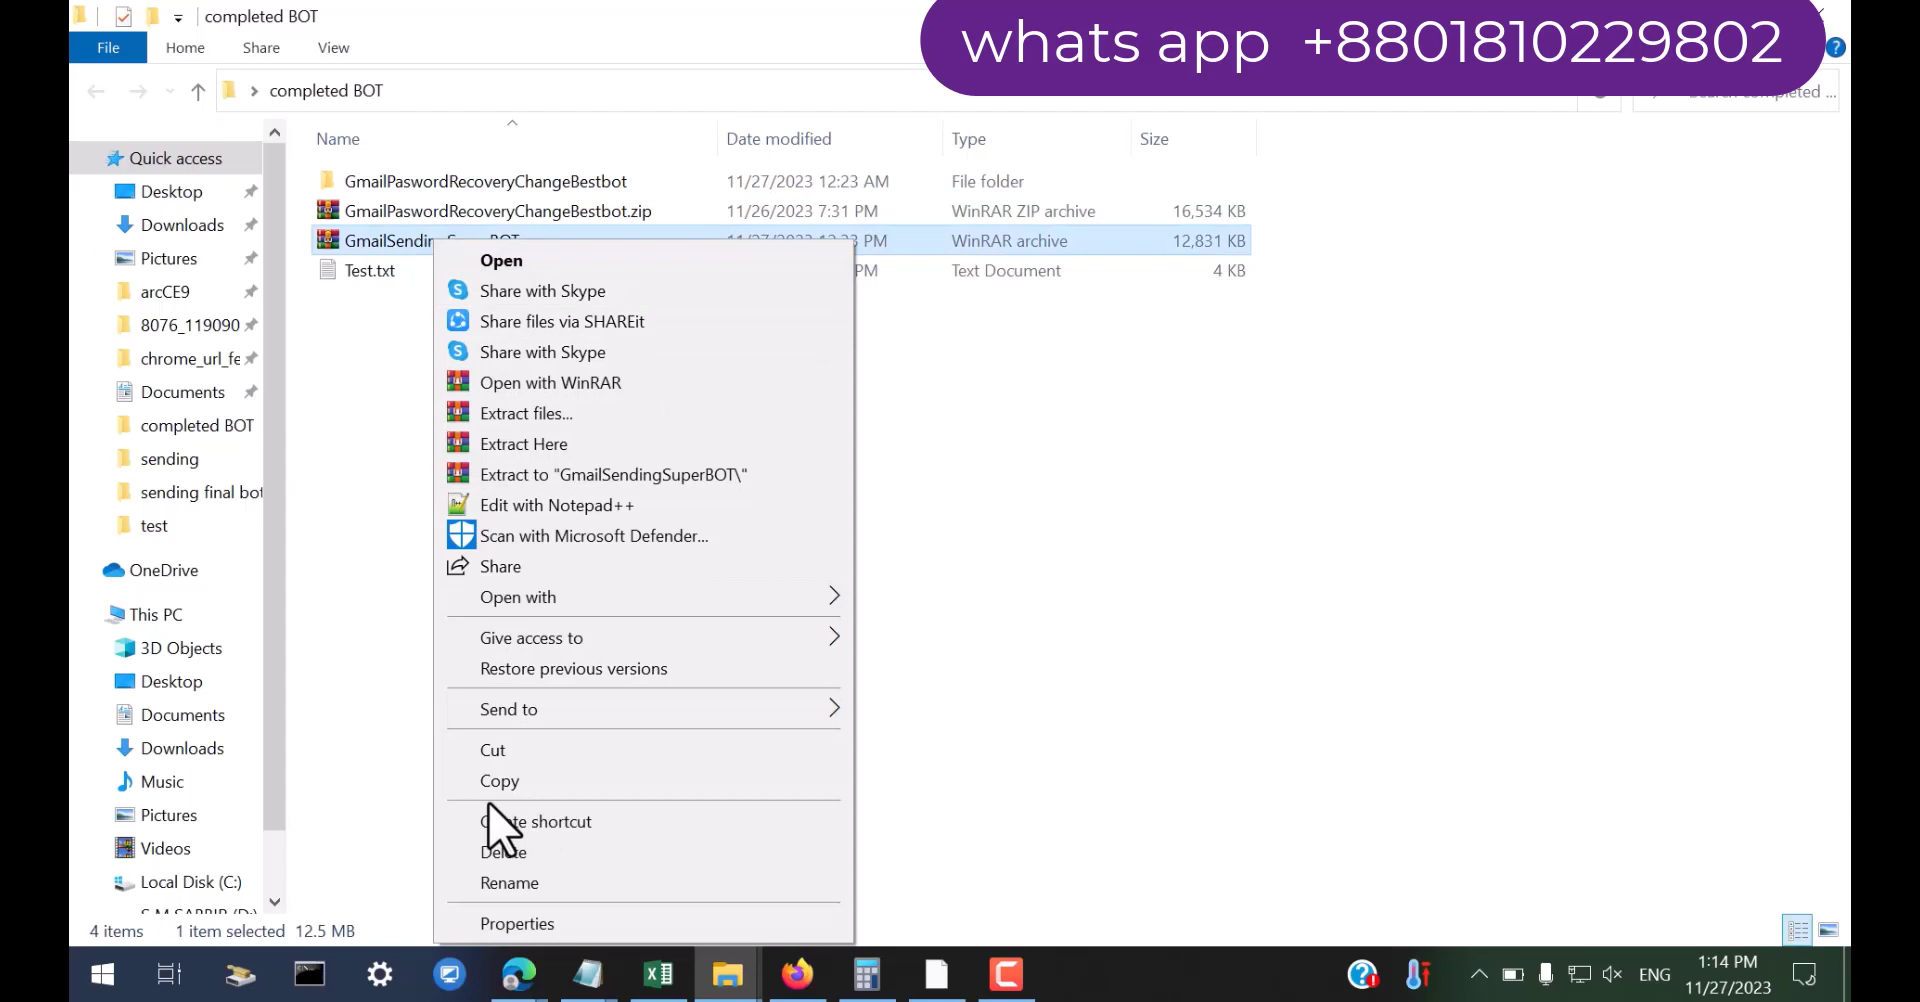 completed BOT
whats app +8801810229802
File Home Share View
completed BOT
Name Date modified Type Size
Quick access
Desktop
Downloads
Pictures
arcCE9
8076_119090
chrome_url_fe
Documents
completed BOT
sending
sending final bot
test
OneDrive
This PC
3D Objects
Desktop
Documents
Downloads
Music
Pictures
Videos
Local Disk (C:)
GmailPaswordRecoveryChangeBestbot 11/27/2023 12:23 AM File folder
GmailPaswordRecoveryChangeBestbot.zip 11/26/2023 7:31 PM WinRAR ZIP archive 16,534 KB
PM WinRAR archive 12,831 KB
Test.txt PM Text Document 4 KB
Open
Share with Skype
Share files via SHAREit
Share with Skype
Open with WinRAR
Extract files...
Extract Here
Extract to "GmailSendingSuperBOT\"
Edit with Notepad++
Scan with Microsoft Defender...
Share
Open with
Give access to
Restore previous versions
Send to
Cut
Copy
Create shortcut
Delete
Rename
Properties
4 items 1 item selected 12.5 MB
ENG
1:14 PM
11/27/2023